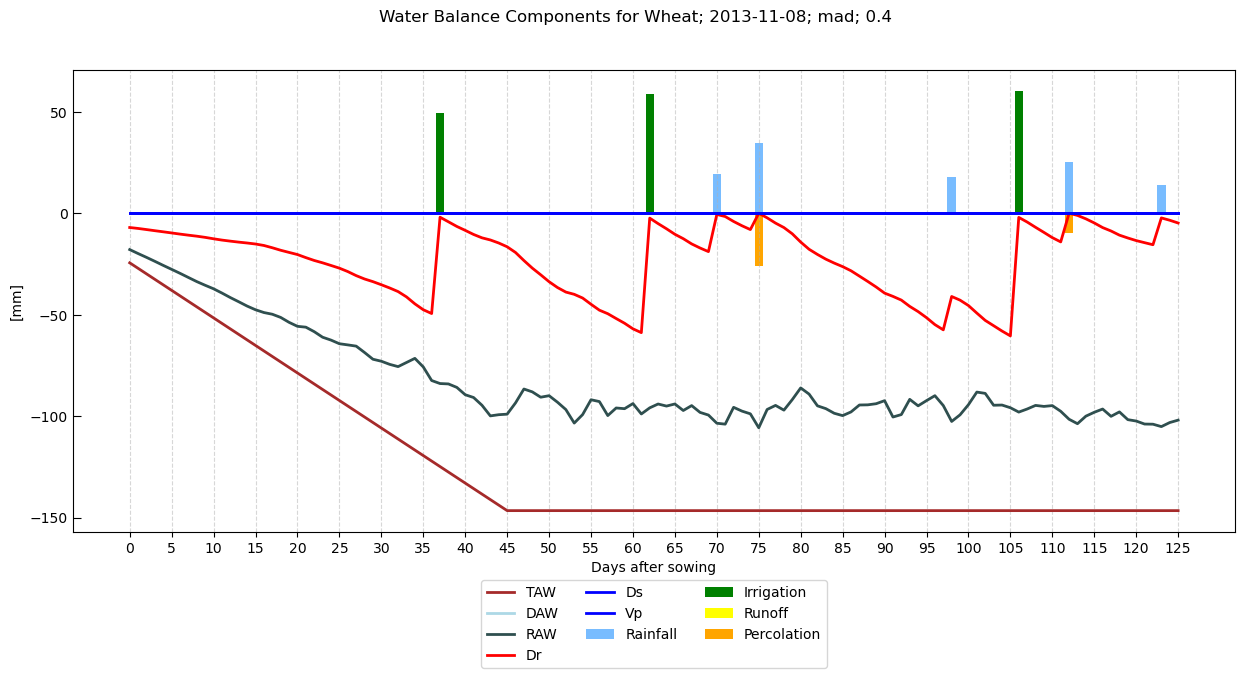 Water Balance Components for Wheat; 2013-11-08; mad; 0.4
[mm]
50
0
−50
−100
−150
0 5 10 15 20 25 30 35 40 45 50 55 60 65 70 75 80 85 90 95 100 105 110 115 120 125
Days after sowing
TAW
DAW
RAW
Dr
Ds
Vp
Rainfall
Irrigation
Runoff
Percolation